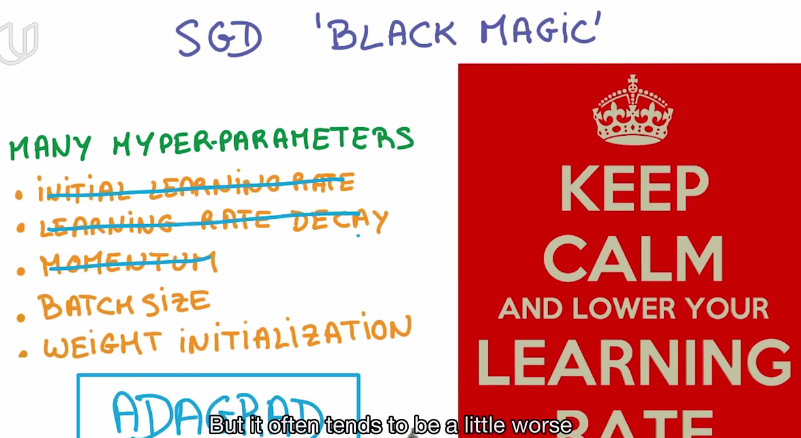 SGD 'BLACK MAGIC'
MANY HYPER-PARAMETERS
• INITIAL LEARNING RATE
• LEARNING RATE DECAY
• MOMENTUM
• BATCH SIZE
• WEIGHT INITIALIZATION
ADAGRAD
KEEP
CALM
AND LOWER YOUR
LEARNING
RATE
But it often tends to be a little worse